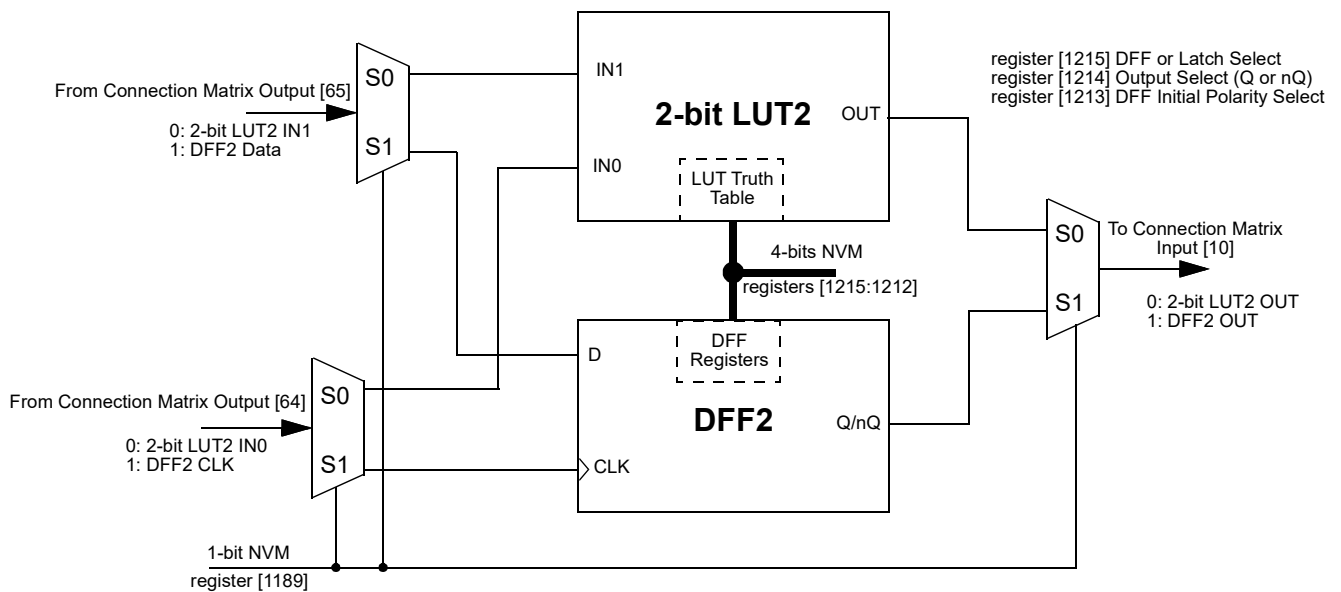 From Connection Matrix Output [65]
0: 2-bit LUT2 IN1
1: DFF2 Data
S0
S1
IN1
IN0
2-bit LUT2
OUT
LUT Truth
Table
register [1215] DFF or Latch Select
register [1214] Output Select (Q or nQ)
register [1213] DFF Initial Polarity Select
4-bits NVM
registers [1215:1212]
S0
S1
To Connection Matrix
Input [10]
0: 2-bit LUT2 OUT
1: DFF2 OUT
From Connection Matrix Output [64]
0: 2-bit LUT2 IN0
1: DFF2 CLK
S0
S1
D
CLK
DFF
Registers
DFF2
Q/nQ
1-bit NVM
register [1189]